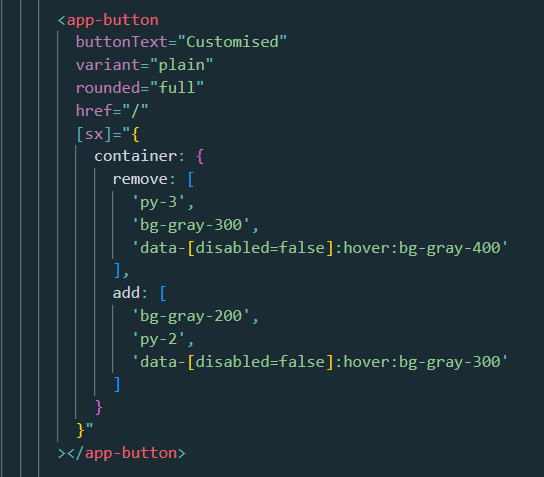 <app-button
buttonText="Customised"
variant="plain"
rounded="full"
href="/"
[sx]="{
container: {
remove: [
'py-3',
'bg-gray-300',
'data-[disabled=false]:hover:bg-gray-400'
],
add: [
'bg-gray-200',
'py-2',
'data-[disabled=false]:hover:bg-gray-300'
]
}
}"
></app-button>